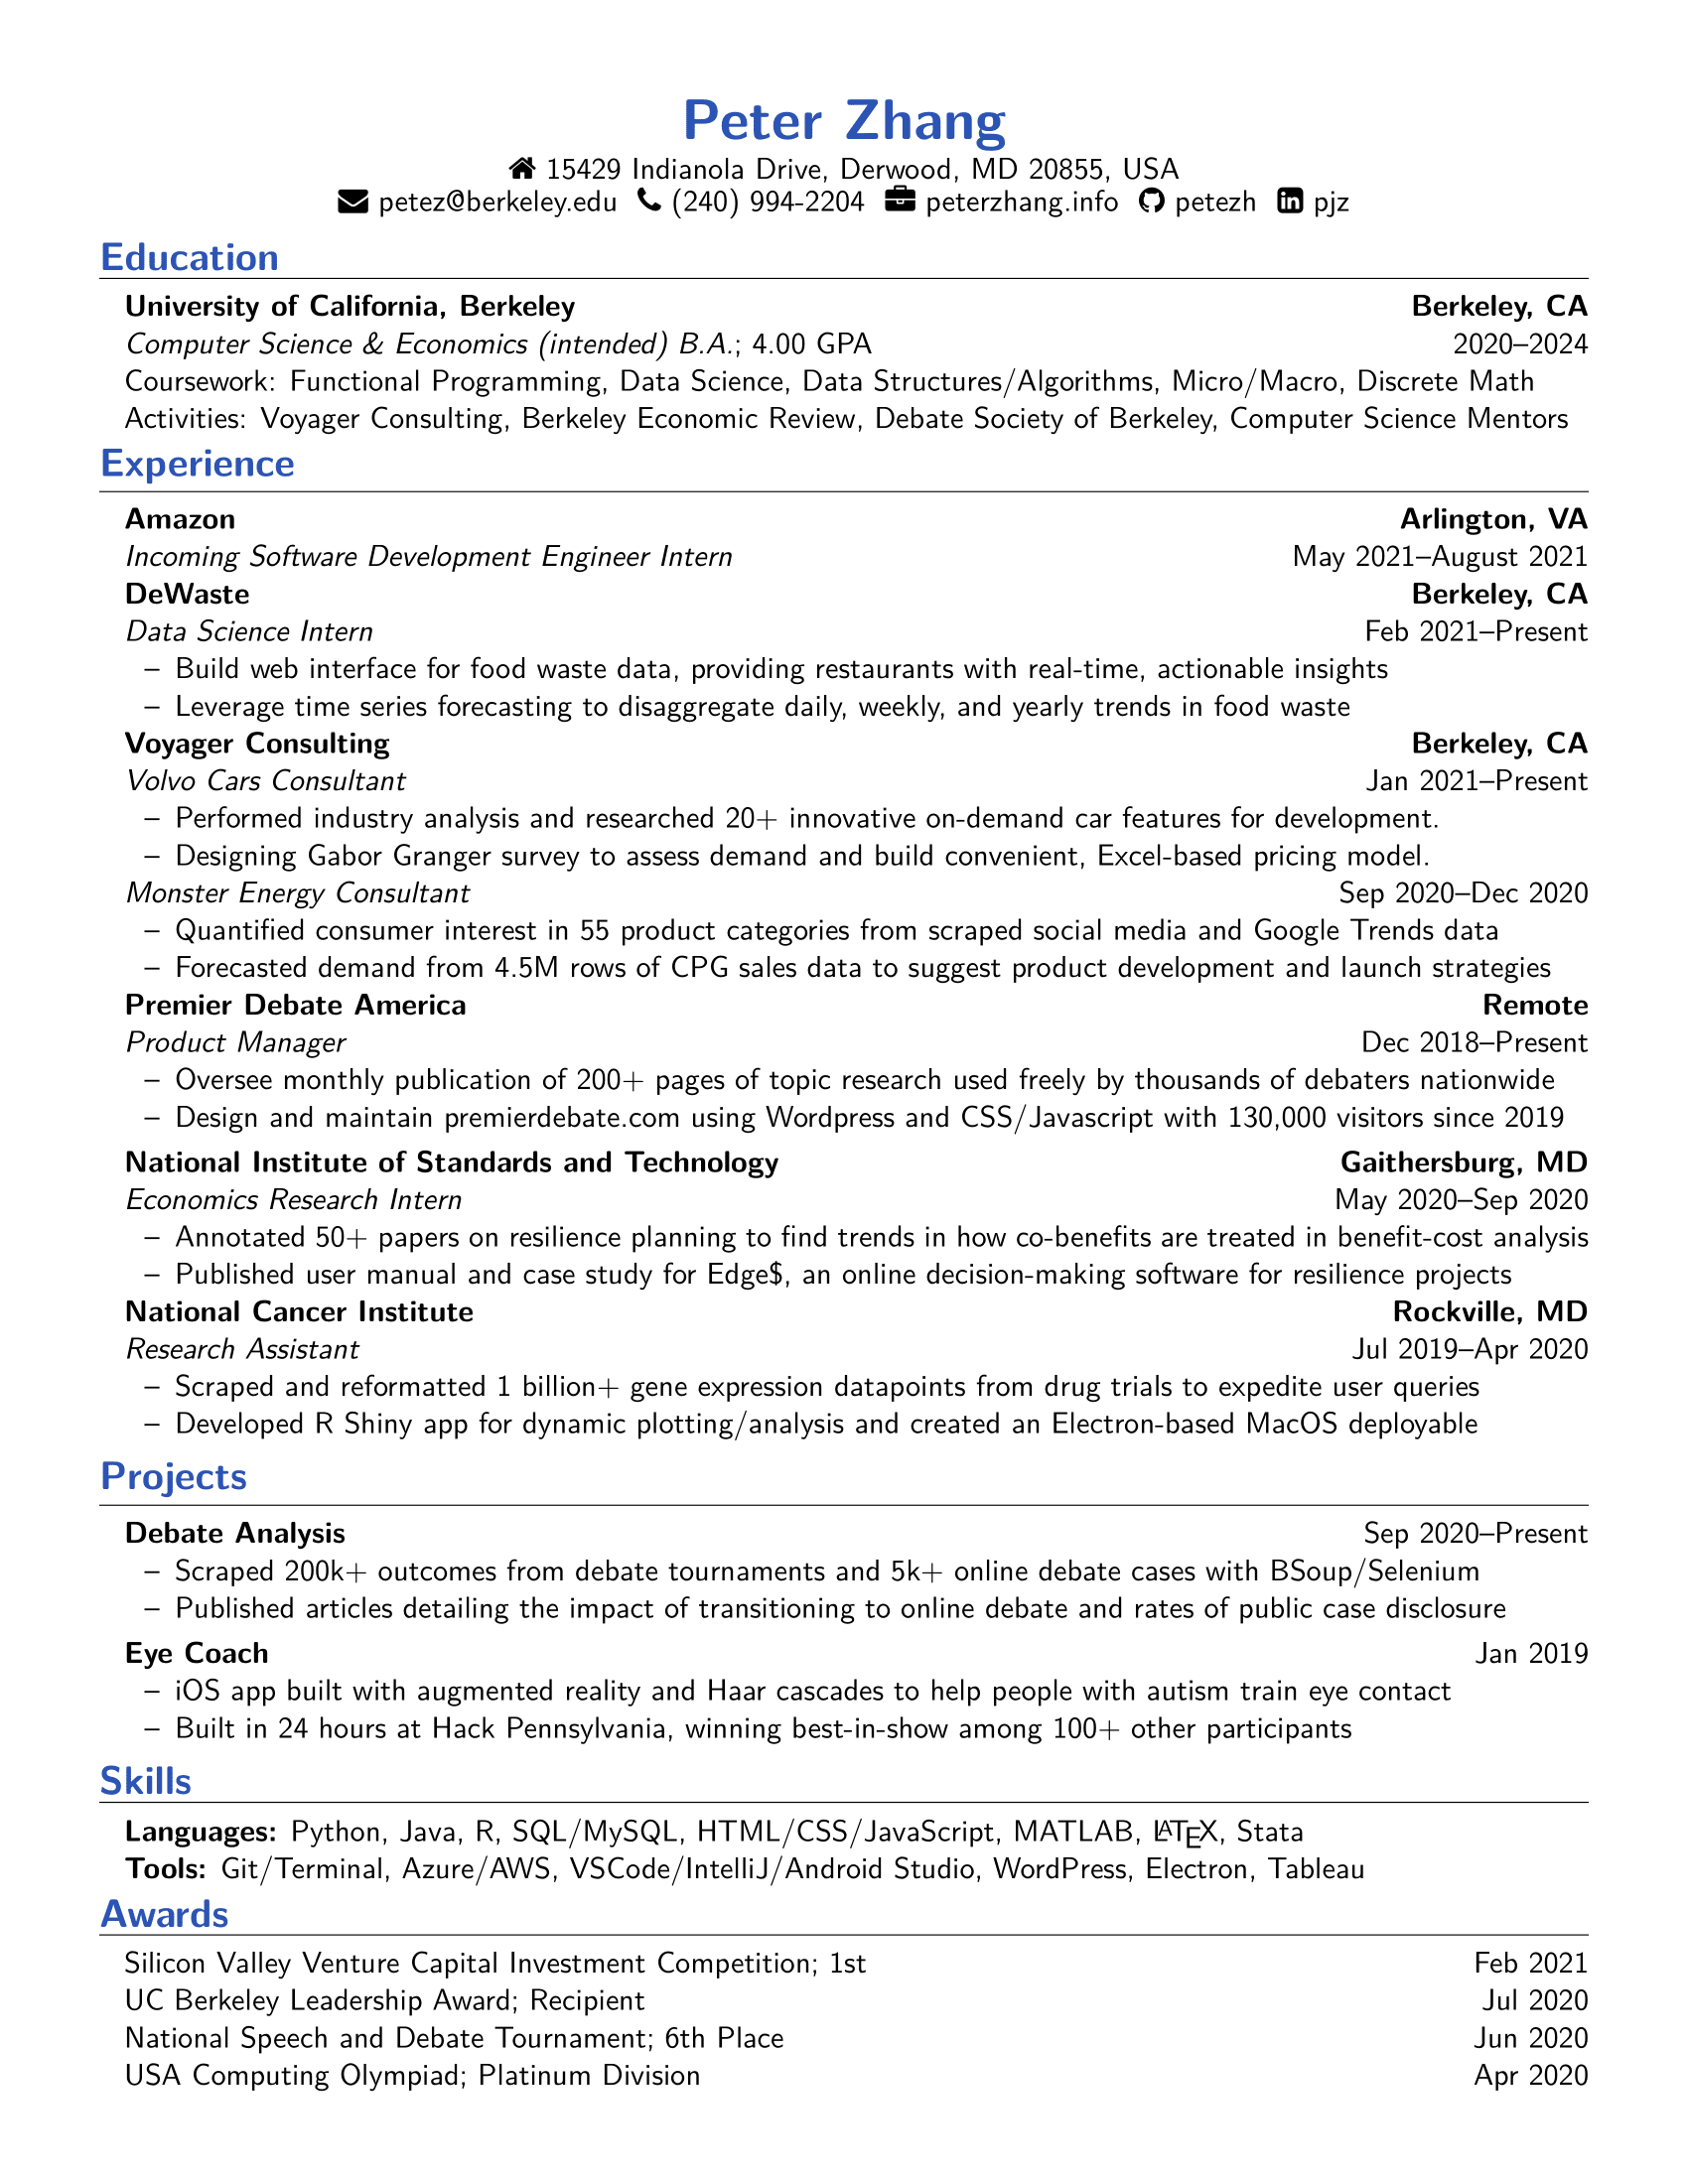 Peter Zhang
15429 Indianola Drive, Derwood, MD 20855, USA
petez@berkeley.edu (240) 994-2204 peterzhang.info petezh pjz
Education
University of California, Berkeley Berkeley, CA
Computer Science & Economics (intended) B.A.; 4.00 GPA 2020–2024
Coursework: Functional Programming, Data Science, Data Structures/Algorithms, Micro/Macro, Discrete Math
Activities: Voyager Consulting, Berkeley Economic Review, Debate Society of Berkeley, Computer Science Mentors
Experience
Amazon Arlington, VA
Incoming Software Development Engineer Intern May 2021–August 2021
DeWaste Berkeley, CA
Data Science Intern Feb 2021–Present
– Build web interface for food waste data, providing restaurants with real-time, actionable insights
– Leverage time series forecasting to disaggregate daily, weekly, and yearly trends in food waste
Voyager Consulting Berkeley, CA
Volvo Cars Consultant Jan 2021–Present
– Performed industry analysis and researched 20+ innovative on-demand car features for development.
– Designing Gabor Granger survey to assess demand and build convenient, Excel-based pricing model.
Monster Energy Consultant Sep 2020–Dec 2020
– Quantified consumer interest in 55 product categories from scraped social media and Google Trends data
– Forecasted demand from 4.5M rows of CPG sales data to suggest product development and launch strategies
Premier Debate America Remote
Product Manager Dec 2018–Present
– Oversee monthly publication of 200+ pages of topic research used freely by thousands of debaters nationwide
– Design and maintain premierdebate.com using Wordpress and CSS/Javascript with 130,000 visitors since 2019
National Institute of Standards and Technology Gaithersburg, MD
Economics Research Intern May 2020–Sep 2020
– Annotated 50+ papers on resilience planning to find trends in how co-benefits are treated in benefit-cost analysis
– Published user manual and case study for Edge$, an online decision-making software for resilience projects
National Cancer Institute Rockville, MD
Research Assistant Jul 2019–Apr 2020
– Scraped and reformatted 1 billion+ gene expression datapoints from drug trials to expedite user queries
– Developed R Shiny app for dynamic plotting/analysis and created an Electron-based MacOS deployable
Projects
Debate Analysis Sep 2020–Present
– Scraped 200k+ outcomes from debate tournaments and 5k+ online debate cases with BSoup/Selenium
– Published articles detailing the impact of transitioning to online debate and rates of public case disclosure
Eye Coach Jan 2019
– iOS app built with augmented reality and Haar cascades to help people with autism train eye contact
– Built in 24 hours at Hack Pennsylvania, winning best-in-show among 100+ other participants
Skills
Languages: Python, Java, R, SQL/MySQL, HTML/CSS/JavaScript, MATLAB, LATEX, Stata
Tools: Git/Terminal, Azure/AWS, VSCode/IntelliJ/Android Studio, WordPress, Electron, Tableau
Awards
Silicon Valley Venture Capital Investment Competition; 1st Feb 2021
UC Berkeley Leadership Award; Recipient Jul 2020
National Speech and Debate Tournament; 6th Place Jun 2020
USA Computing Olympiad; Platinum Division Apr 2020